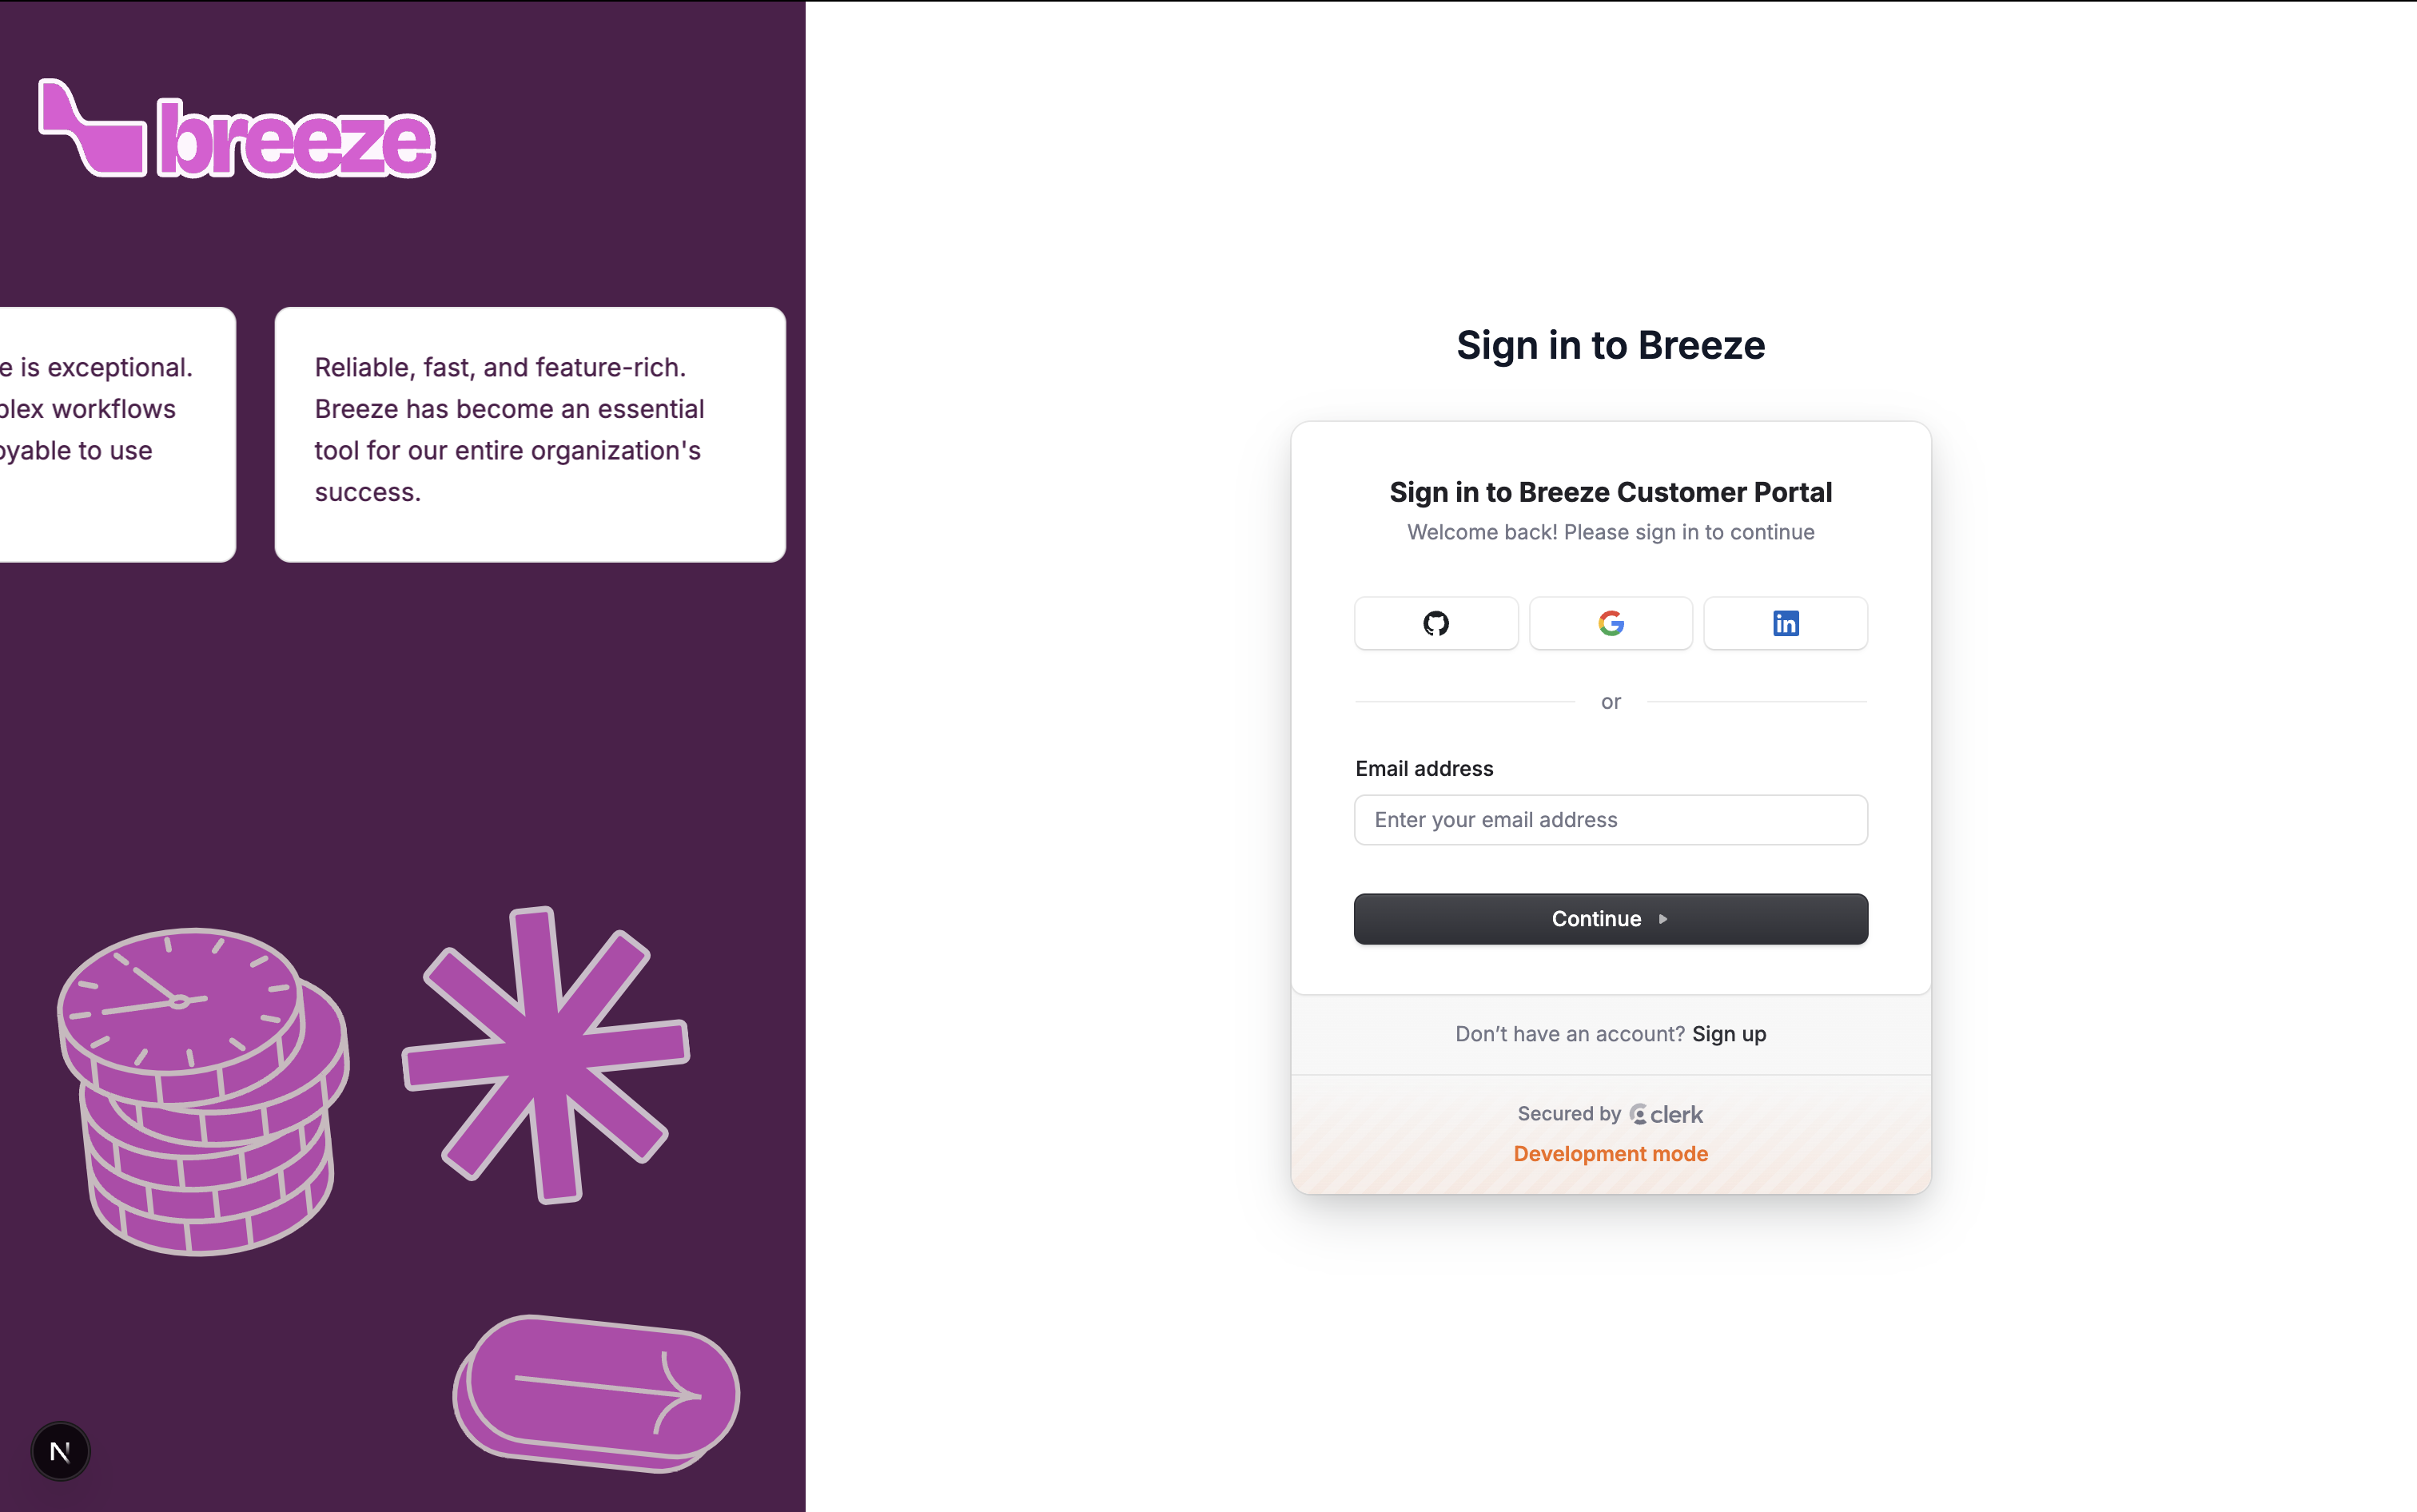 breeze
e is exceptional.
plex workflows
oyable to use
Reliable, fast, and feature-rich.
Breeze has become an essential
tool for our entire organization's
success.
N
Sign in to Breeze
Sign in to Breeze Customer Portal
Welcome back! Please sign in to continue
in
or
Email address
Enter your email address
Continue
Don’t have an account? Sign up
Secured by clerk
Development mode